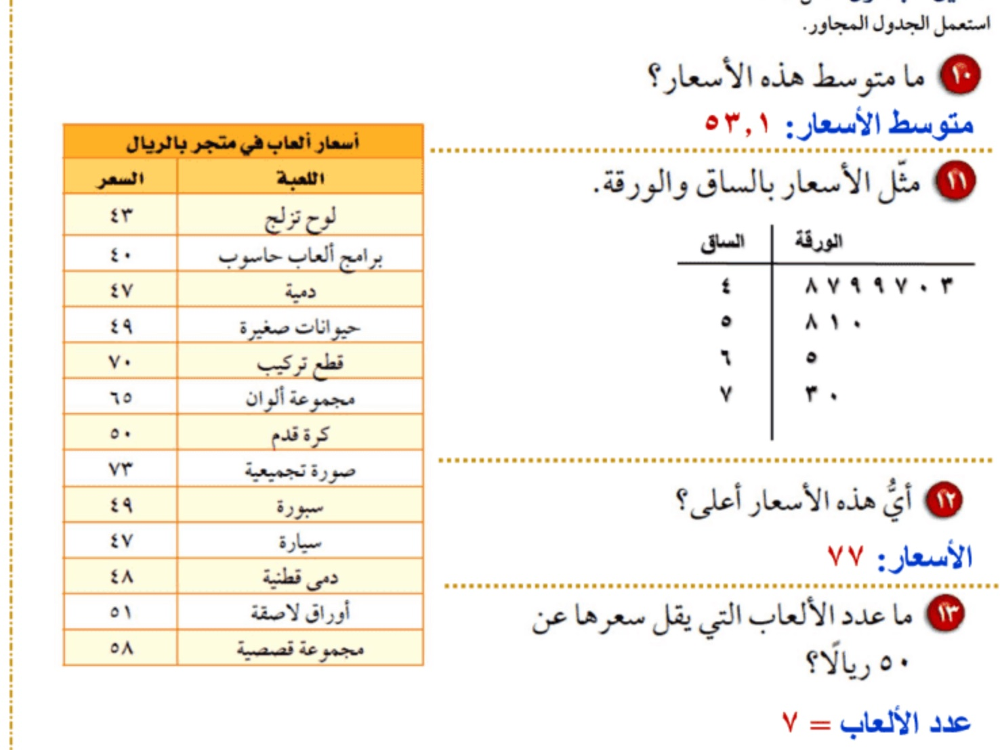 استعمل الجدول المجاور.
١٠ ما متوسط هذه الأسعار؟
متوسط الأسعار: ٥٣,١
١١ مثّل الأسعار بالساق والورقة.
الساق الورقة
٤ ٨ ٧ ٩ ٩ ٧ ٠ ٣
٥ ٨ ١ ٠
٦ ٥
٧ ٣ ٠
١٢ أيُّ هذه الأسعار أعلى؟
الأسعار: ٧٧
١٣ ما عدد الألعاب التي يقل سعرها عن
٥٠ ريالًا؟
عدد الألعاب = ٧
أسعار ألعاب في متجر بالريال
اللعبة السعر
لوح تزلج ٤٣
برامج ألعاب حاسوب ٤٠
دمية ٤٧
حيوانات صغيرة ٤٩
قطع تركيب ٧٠
مجموعة ألوان ٦٥
كرة قدم ٥٠
صورة تجميعية ٧٣
سبورة ٤٩
سيارة ٤٧
دمى قطنية ٤٨
أوراق لاصقة ٥١
مجموعة قصصية ٥٨